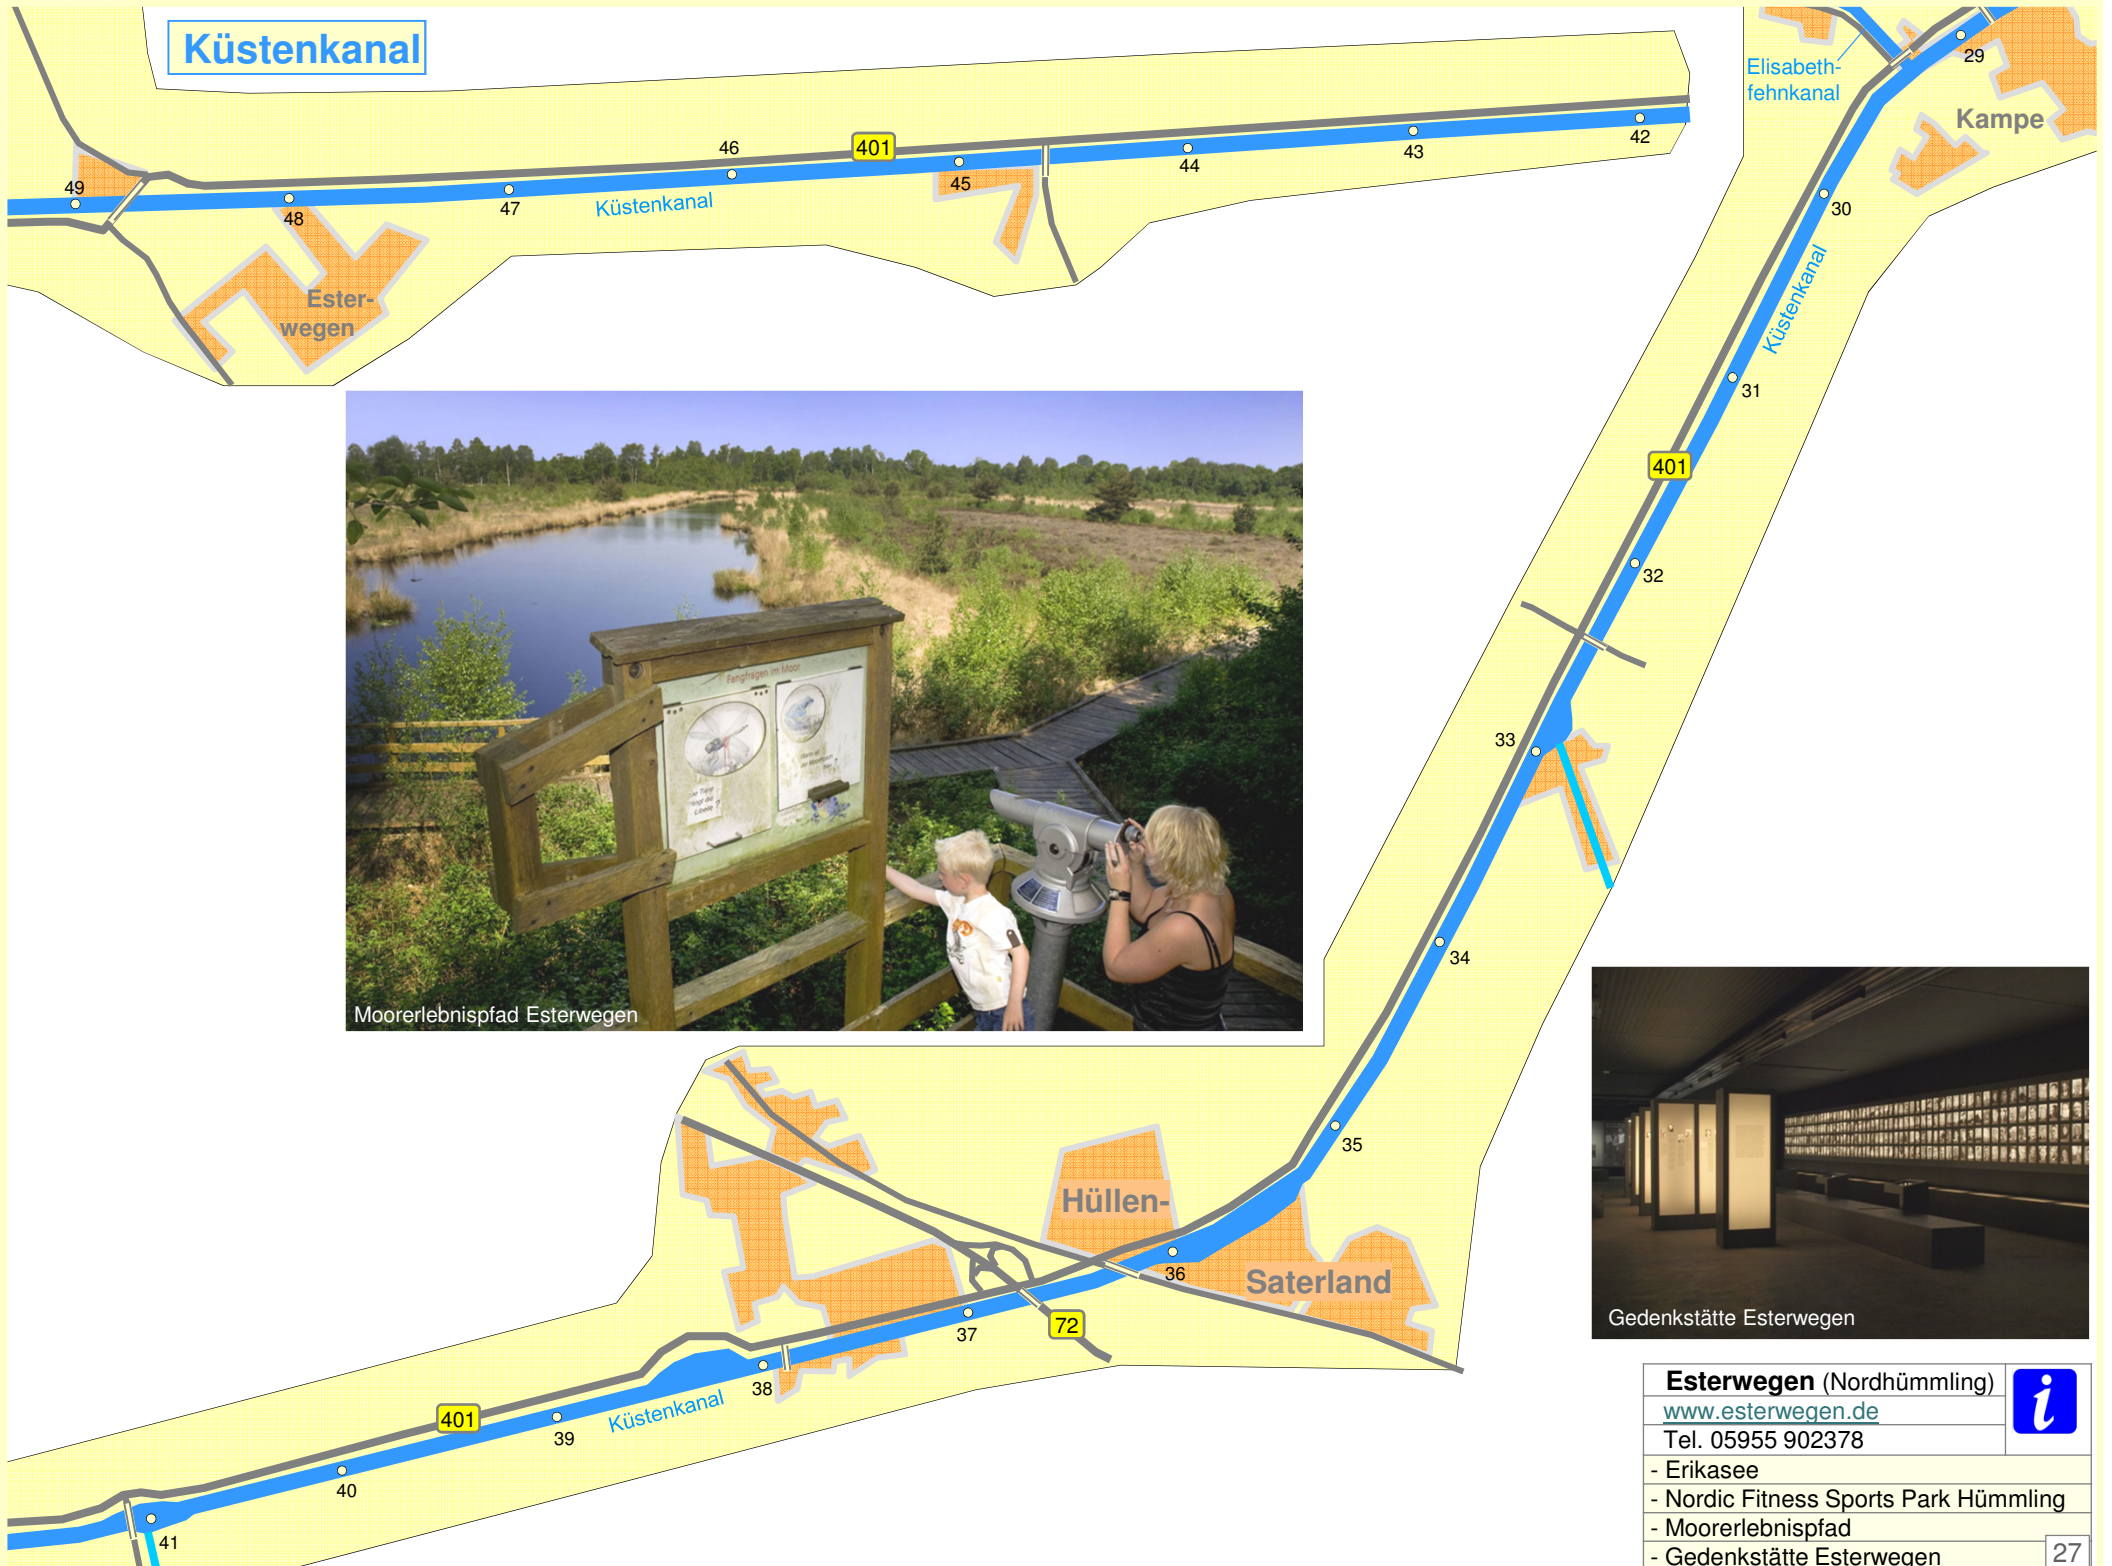 Küstenkanal
Elisabeth-
fehnkanal
29
Kampe
42
43
44
45
401
46
47
Küstenkanal
48
49
Ester-
wegen
30
Küstenkanal
31
401
32
33
34
35
Fangfragen im Moor
Moorerlebnispfad Esterwegen
Gedenkstätte Esterwegen
Hüllen-
36
Saterland
37
72
38
Küstenkanal
39
401
40
41
Esterwegen (Nordhümmling)
i
www.esterwegen.de
Tel. 05955 902378
- Erikasee
- Nordic Fitness Sports Park Hümmling
- Moorerlebnispfad
- Gedenkstätte Esterwegen
27